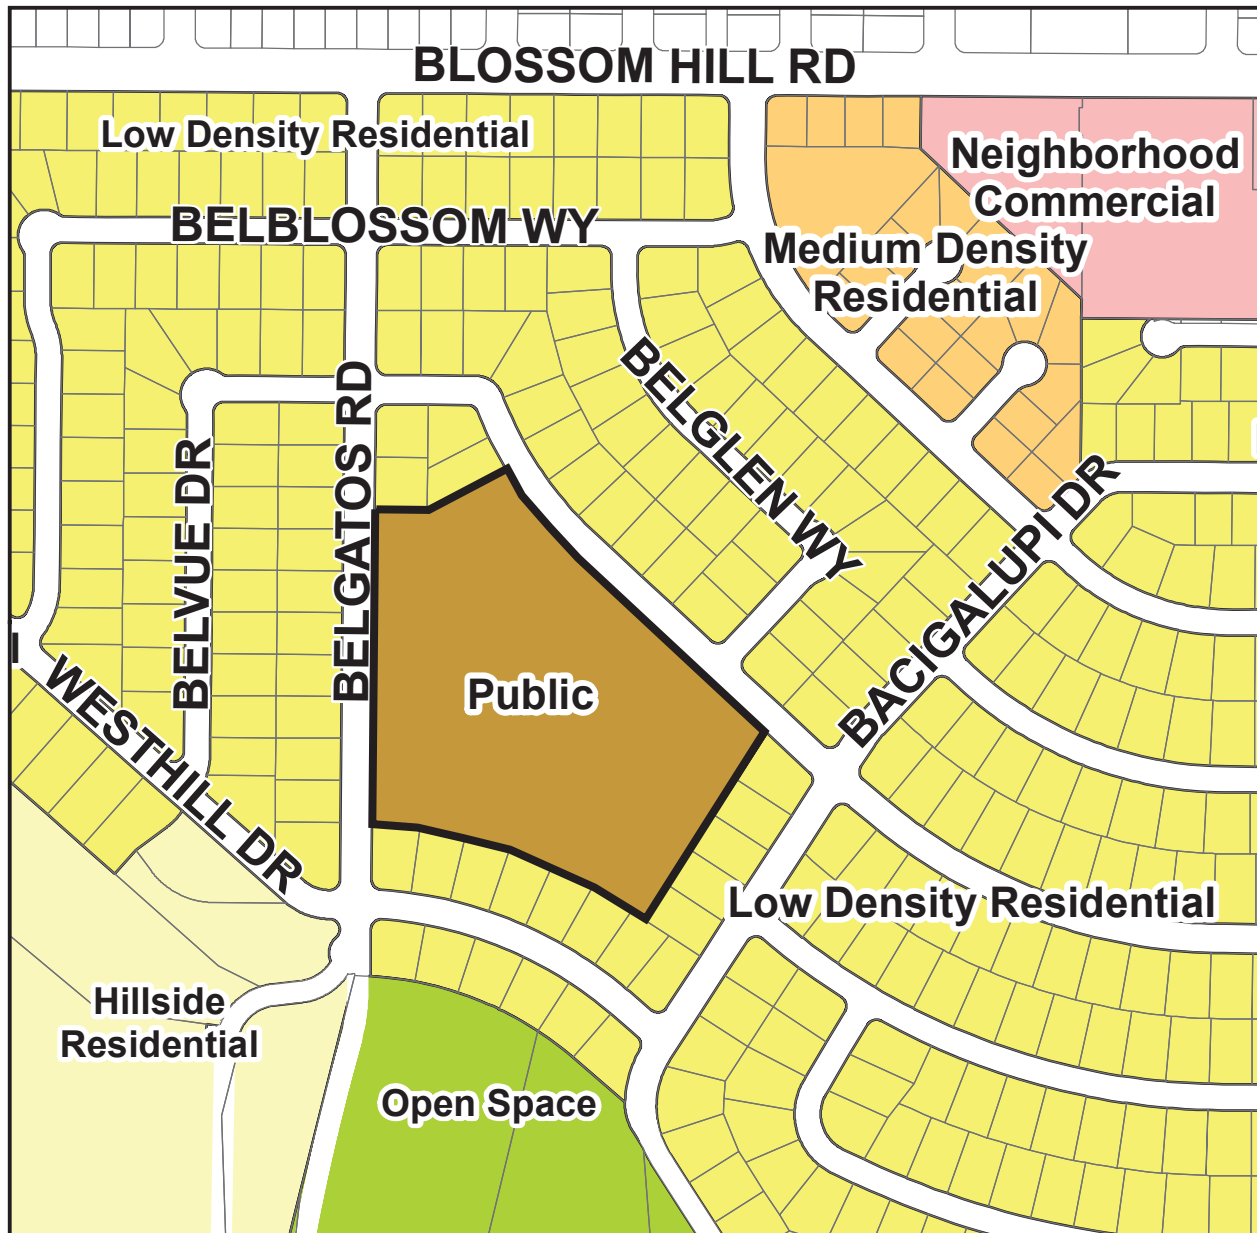 BLOSSOM HILL RD
Low Density Residential
Neighborhood
Commercial
BELBLOSSOM WY
Medium Density
Residential
BELGLEN WY
BELGATOS RD
BELVUE DR
BACIGALUPI DR
WESTHILL DR
Public
Low Density Residential
Hillside
Residential
Open Space